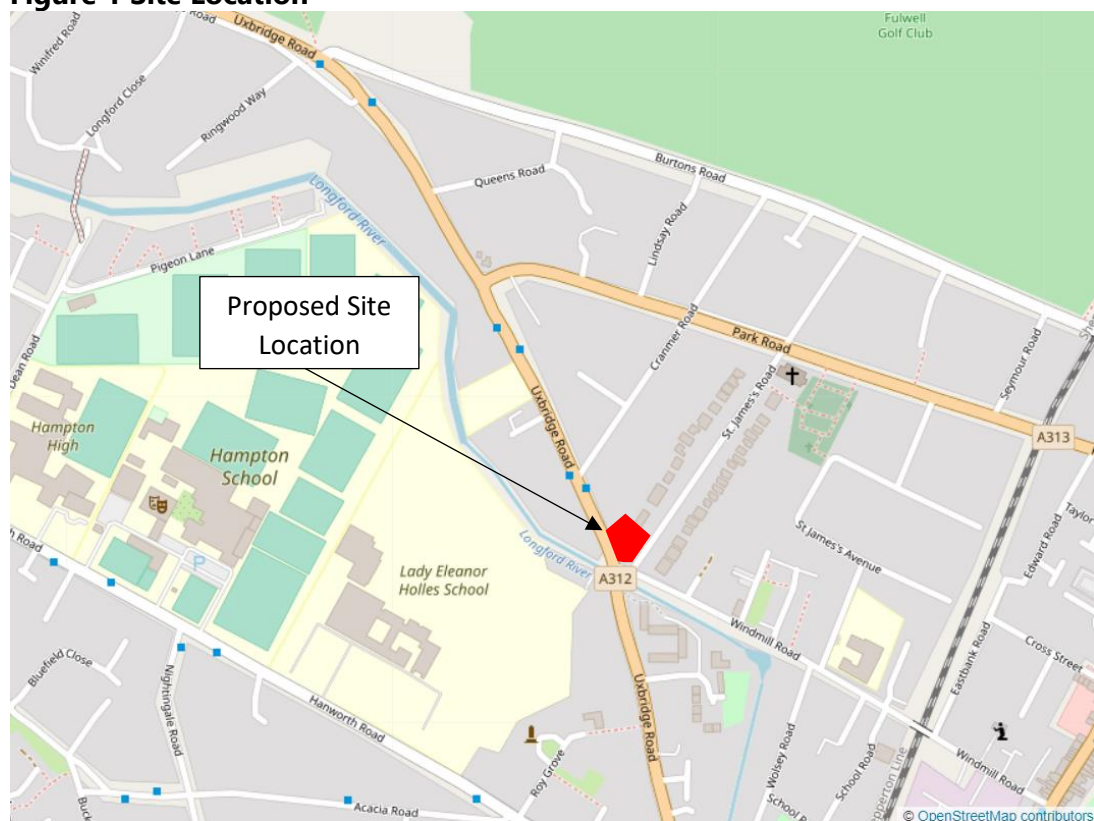 Figure 1 Site Location
Uxbridge Road
Fulwell
Golf Club
Winifred Road
Longford Close
Ringwood Way
Burtons Road
Queens Road
Longford River
Lindsay Road
Pigeon Lane
Proposed Site
Location
Cranmer Road
Park Road
Seymour Road
Dean Road
St. James's Road
Uxbridge Road
A313
Hampton
High
Hampton
School
Taylor
P
Longford River
St James's Avenue
Edward Road
Lady Eleanor
Holles School
A312
Windmill Road
Cross Street
Bluefield Close
Nightingale Road
Hanworth Road
Uxbridge Road
Eastbank Road
Roy Grove
Wolsey Road
School Road
Windmill Road
Acacia Road
School R
© OpenStreetMap contributors